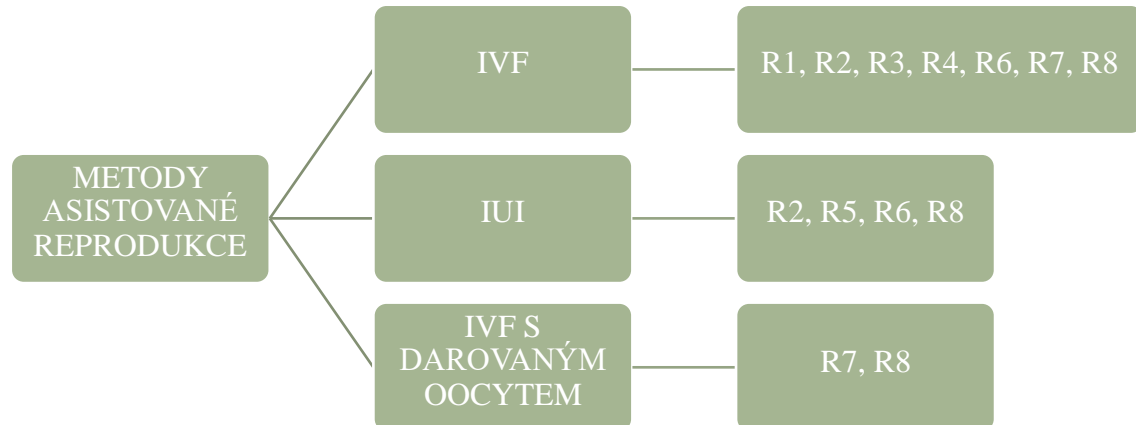 IVF
R1, R2, R3, R4, R6, R7, R8
METODY
ASISTOVANÉ
REPRODUKCE
IUI
R2, R5, R6, R8
IVF S
DAROVANÝM
OOCYTEM
R7, R8